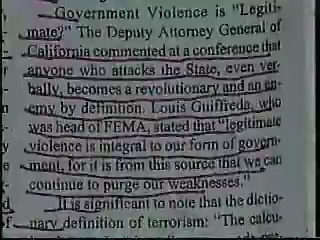 Government Violence is "Legiti-
mate?" The Deputy Attorney General of
California commented at a conference that
anyone who attacks the State, even ver-
bally, becomes a revolutionary and an en-
emy by definition. Louis Guiffreda, who
was head of FEMA, stated that "legitimate
violence is integral to our form of govern-
ment, for it is from this source that we can
continue to purge our weaknesses."
It is significant to note that the dictio-
nary definition of terrorism: "The calcu-